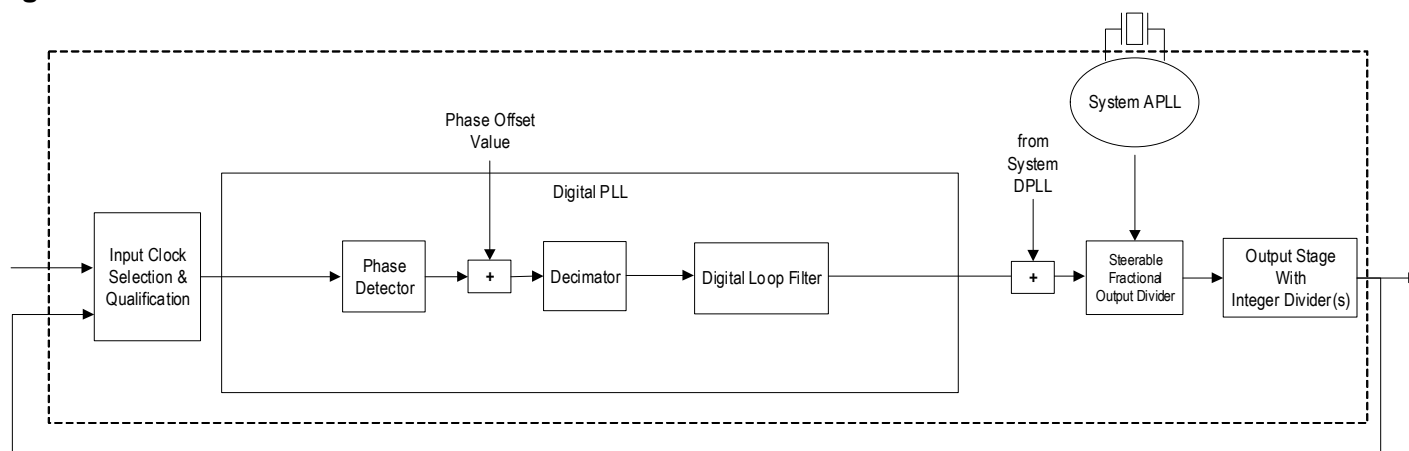 System APLL
Phase Offset
Value
from
System
DPLL
Digital PLL
Input Clock
Selection &
Qualification
Phase
Detector
+
Decimator
Digital Loop Filter
+
Steerable
Fractional
Output Divider
Output Stage
With
Integer Divider(s)